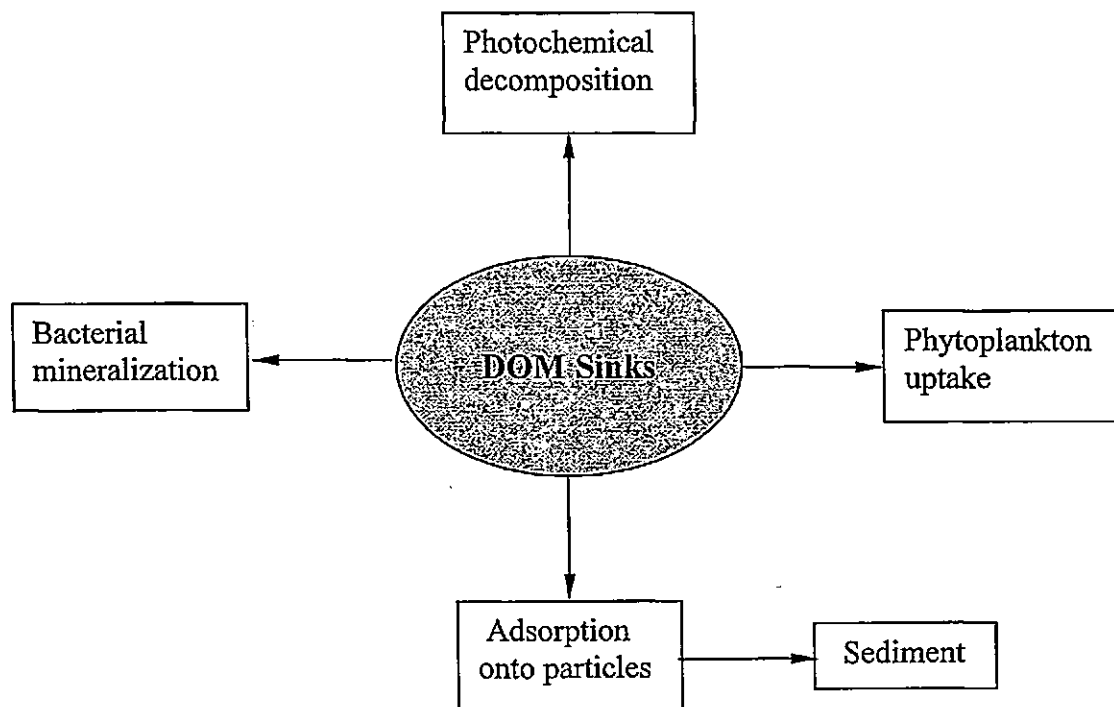 Photochemical
decomposition
Bacterial
mineralization
DOM Sinks
Phytoplankton
uptake
Adsorption
onto particles
Sediment